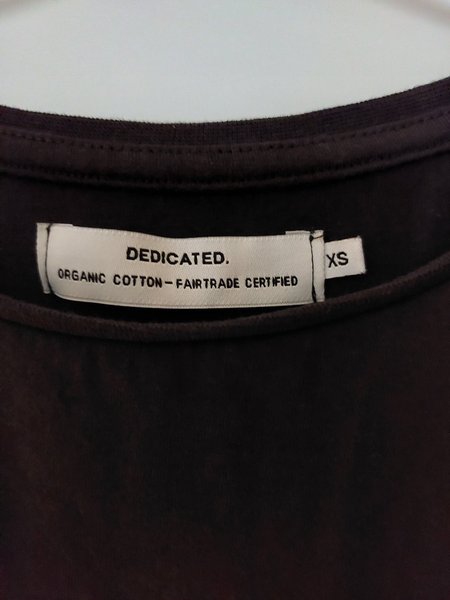 DEDICATED.
ORGANIC COTTON – FAIRTRADE CERTIFIED
XS